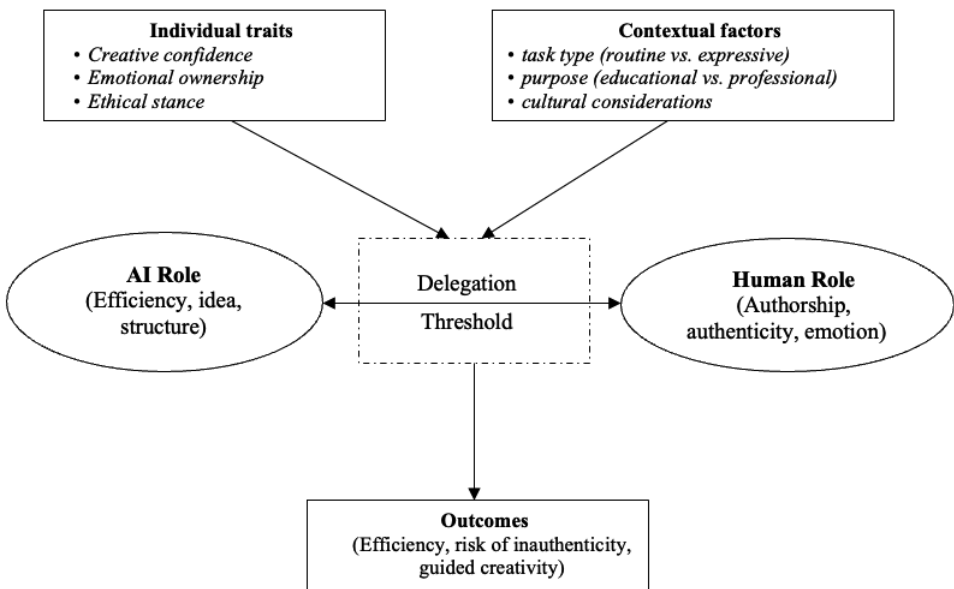 Individual traits
• Creative confidence
• Emotional ownership
• Ethical stance
Contextual factors
• task type (routine vs. expressive)
• purpose (educational vs. professional)
• cultural considerations
AI Role
(Efficiency, idea,
structure)
Delegation
Threshold
Human Role
(Authorship,
authenticity, emotion)
Outcomes
(Efficiency, risk of inauthenticity,
guided creativity)